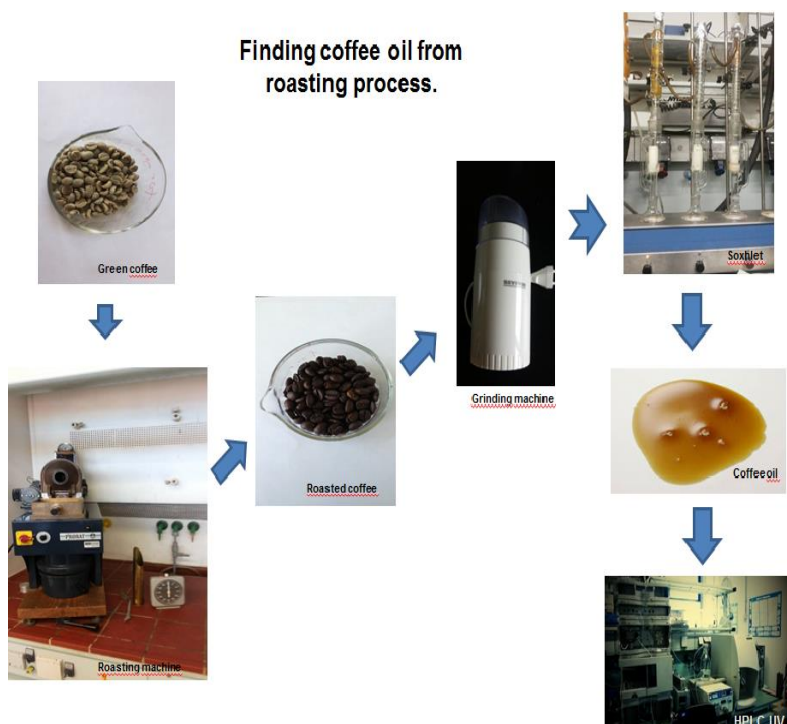 Finding coffee oil from
roasting process.
Green coffee
Roasting machine
PROBAT
Roasted coffee
Grinding machine
Soxhlet
Coffee oil
HPLC UV